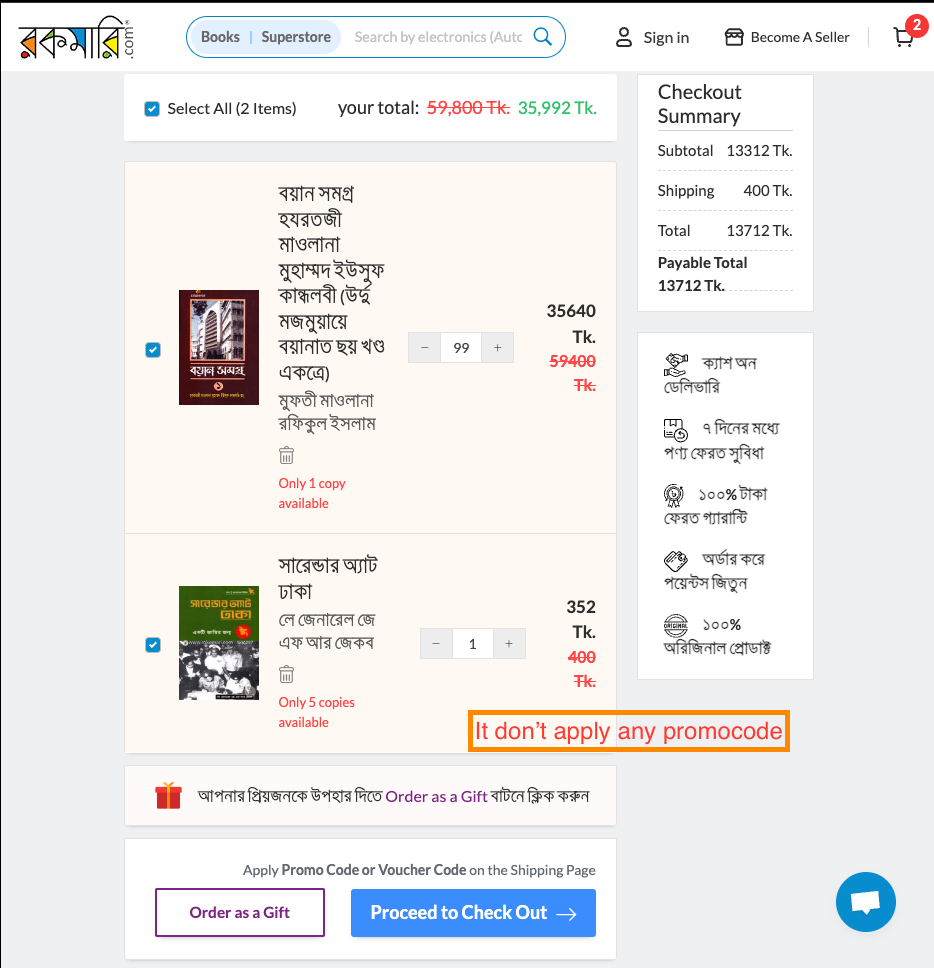 রকমারি.com
Books | Superstore
Search by electronics (Autc
Sign in
Become A Seller
2
Select All (2 Items)
your total: 59,800 Tk. 35,992 Tk.
বয়ান সমগ্র
হযরতজী
মাওলানা
মুহাম্মদ ইউসুফ
কান্ধলবী (উর্দু
মজমুয়ায়ে
বয়ানাত ছয় খণ্ড
একত্রে)
মুফতী মাওলানা
রফিকুল ইসলাম
Only 1 copy
available
বয়ান সমগ্র
− 99 +
35640
Tk.
59400
Tk.
সারেন্ডার অ্যাট
ঢাকা
লে জেনারেল জে
এফ আর জেকব
Only 5 copies
available
সারেন্ডার অ্যাট
ঢাকা
একটি জাতির জন্ম
− 1 +
352
Tk.
400
Tk.
It don't apply any promocode
আপনার প্রিয়জনকে উপহার দিতে Order as a Gift বাটনে ক্লিক করুন
Apply Promo Code or Voucher Code on the Shipping Page
Order as a Gift
Proceed to Check Out →
Checkout
Summary
Subtotal 13312 Tk.
Shipping 400 Tk.
Total 13712 Tk.
Payable Total
13712 Tk.
ক্যাশ অন
ডেলিভারি
৭ দিনের মধ্যে
পণ্য ফেরত সুবিধা
১০০% টাকা
ফেরত গ্যারান্টি
অর্ডার করে
পয়েন্টস জিতুন
ORIGINAL
১০০%
অরিজিনাল প্রোডাক্ট